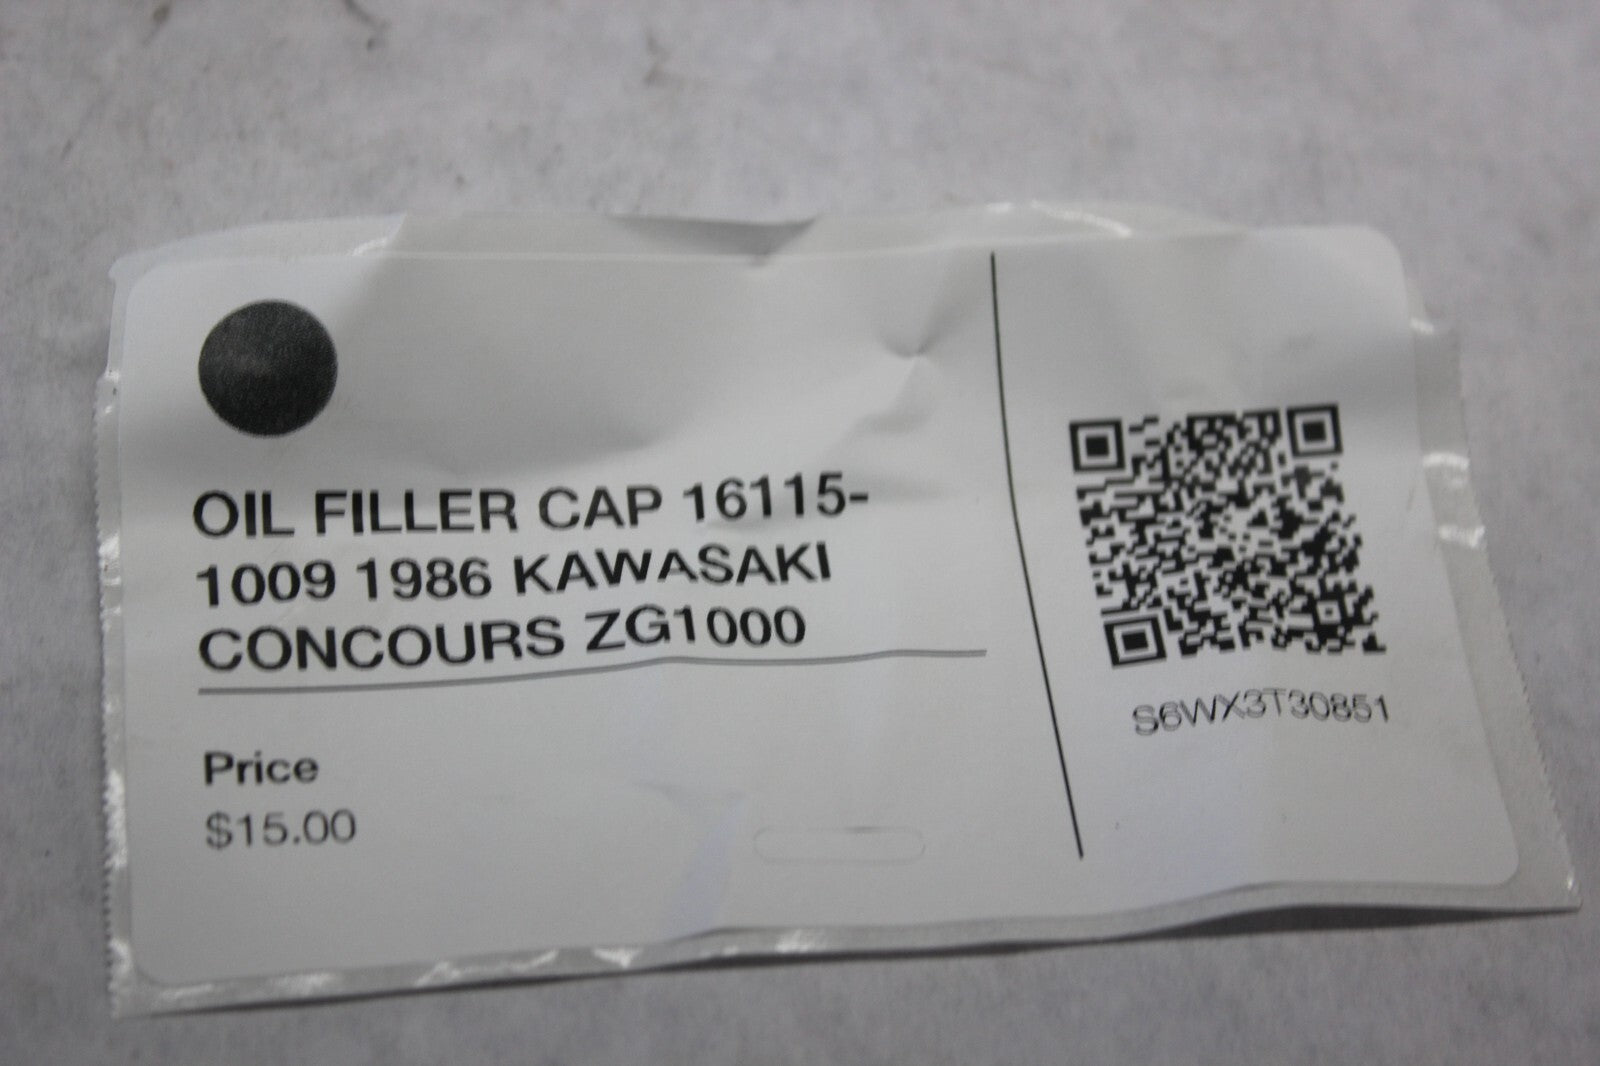 OIL FILLER CAP 16115-
1009 1986 KAWASAKI
CONCOURS ZG1000
Price
$15.00
S6WX3T30851